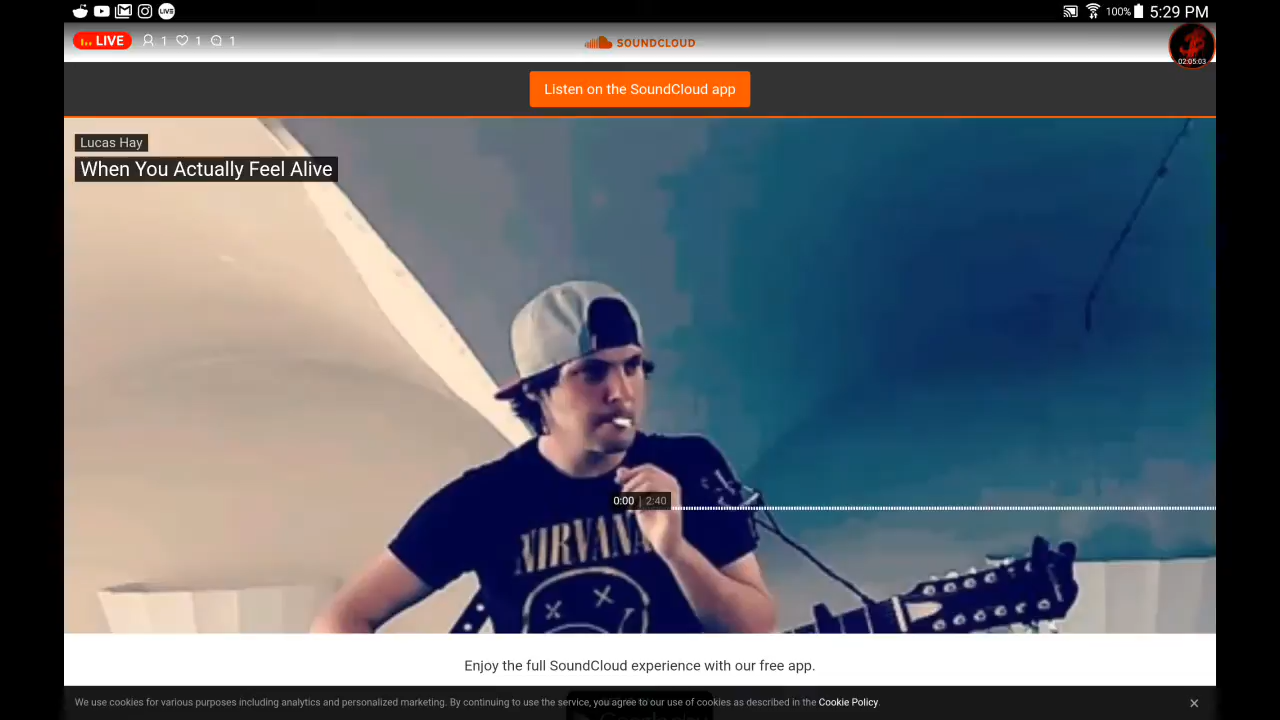 LIVE
100% 5:29 PM
LIVE 1 1 1
SOUNDCLOUD
02:05:03
Listen on the SoundCloud app
Lucas Hay
When You Actually Feel Alive
0:00 | 2:40
NIRVANA
Enjoy the full SoundCloud experience with our free app.
We use cookies for various purposes including analytics and personalized marketing. By continuing to use the service, you agree to our use of cookies as described in the Cookie Policy.